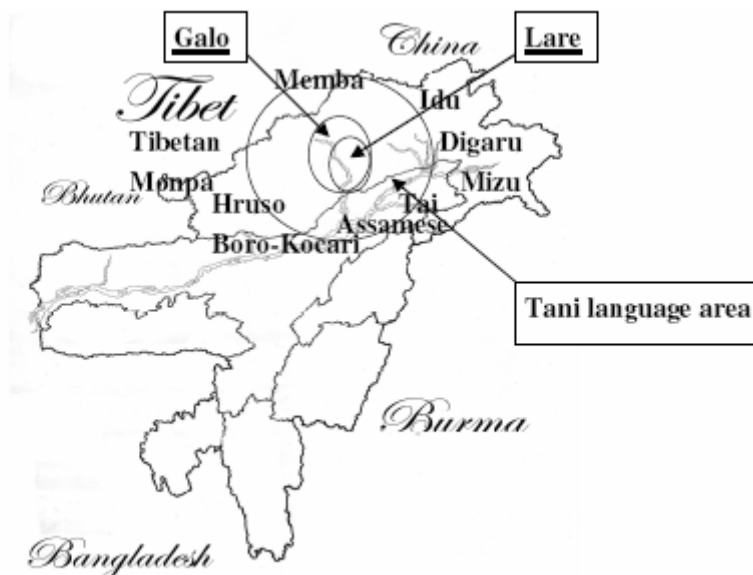 Galo
Lare
China
Memba
Idu
Tibet
Tibetan
Digaru
Bhutan
Monpa
Mizu
Hruso
Tai
Assamese
Boro-Kocari
Tani language area
Burma
Bangladesh